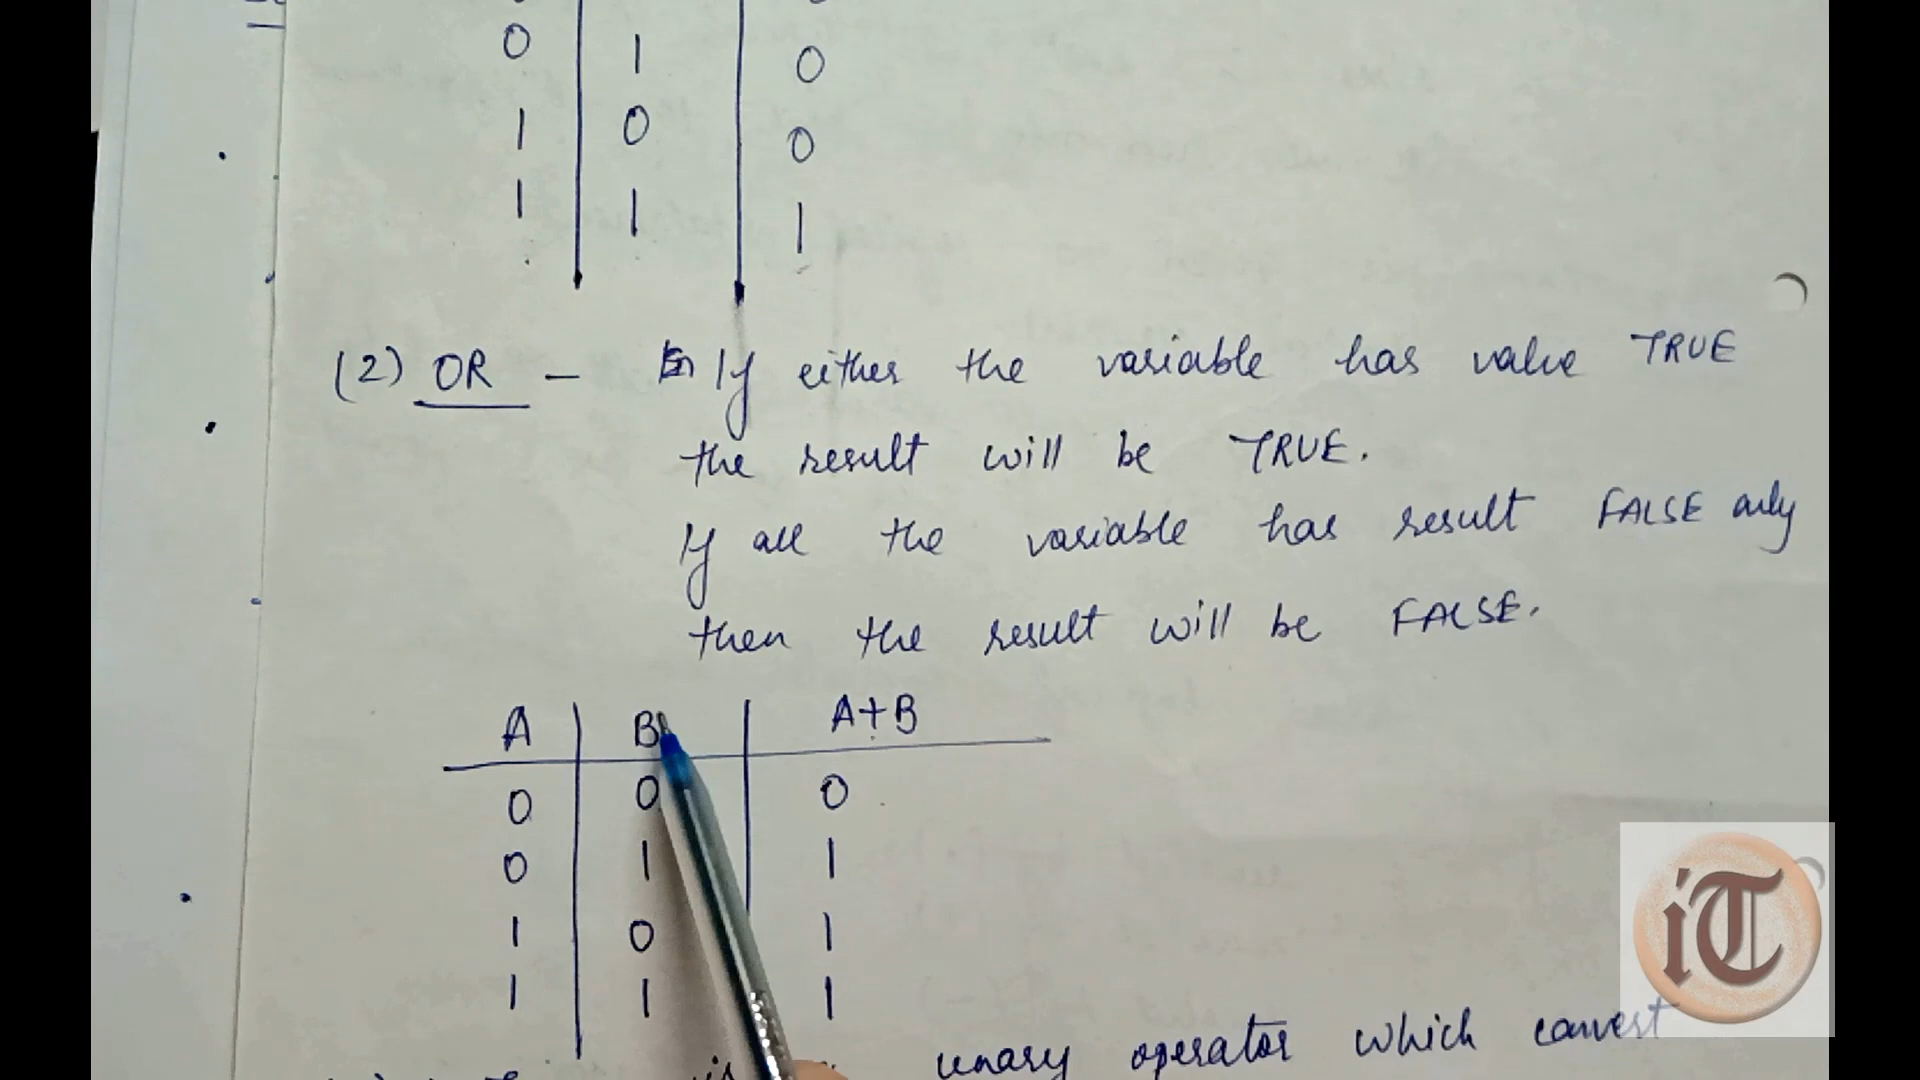 0 1 0
1 0 0
1 1 1
(2) OR - If either the variable has value TRUE
the result will be TRUE.
If all the variable has result FALSE only
then the result will be FALSE.
A B A+B
0 0 0
0 1 1
1 0 1
1 1 1
is unary operator which convert
iT